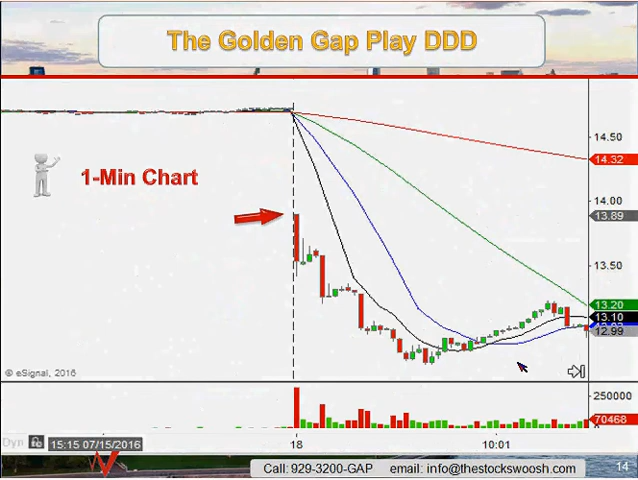 The Golden Gap Play DDD
1-Min Chart
14.50
14.32
14.00
13.89
13.50
13.20
13.10
12.99
© eSignal, 2016
250000
70468
Dyn
15:15 07/15/2016
18
10:01
Call: 929-3200-GAP email: info@thestockswoosh.com
14